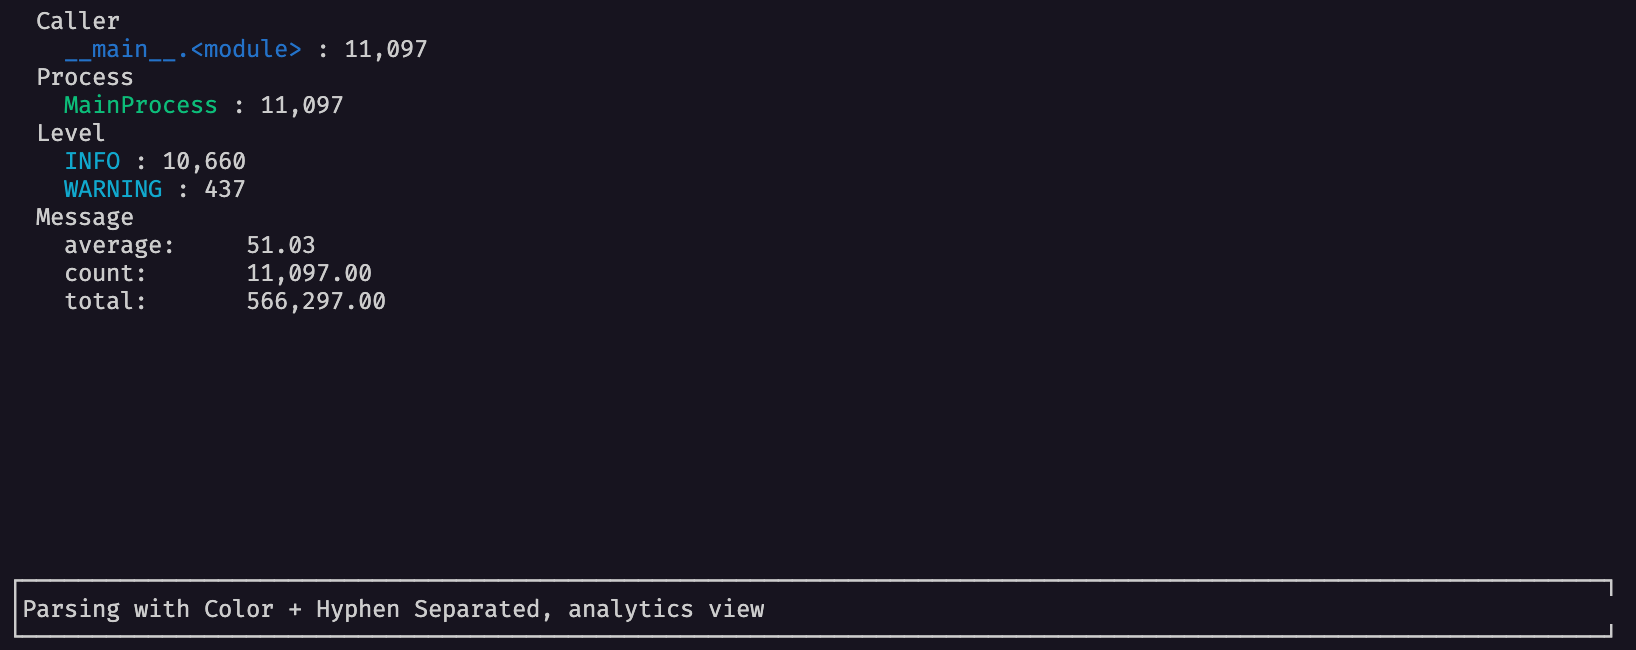 Caller
__main__.<module> : 11,097
Process
MainProcess : 11,097
Level
INFO : 10,660
WARNING : 437
Message
average: 51.03
count: 11,097.00
total: 566,297.00
Parsing with Color + Hyphen Separated, analytics view